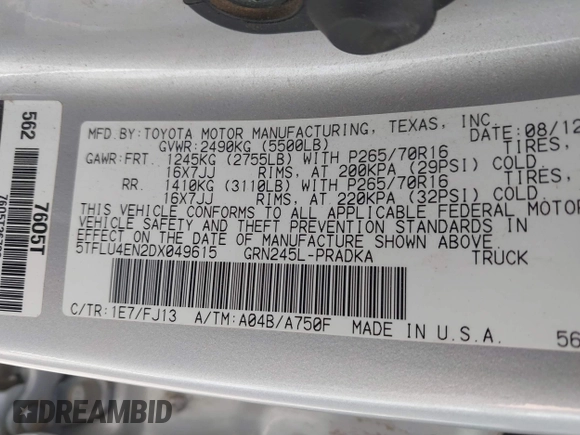 MFD.BY:TOYOTA MOTOR MANUFACTURING, TEXAS, INC. DATE: 08/12
GVWR:2490KG (5500LB)
GAWR:FRT. 1245KG (2755LB) WITH P265/70R16 TIRES,
16X7JJ RIMS, AT 200KPA (29PSI) COLD.
RR. 1410KG (3110LB) WITH P265/70R16 TIRES,
16X7JJ RIMS, AT 220KPA (32PSI) COLD.
THIS VEHICLE CONFORMS TO ALL APPLICABLE FEDERAL MOTOR
VEHICLE SAFETY AND THEFT PREVENTION STANDARDS IN
EFFECT ON THE DATE OF MANUFACTURE SHOWN ABOVE.
5TFLU4EN2DX049615 GRN245L-PRADKA TRUCK
C/TR:1E7/FJ13 A/TM:A04B/A750F MADE IN U.S.A.
56
562
7605T
DREAMBID